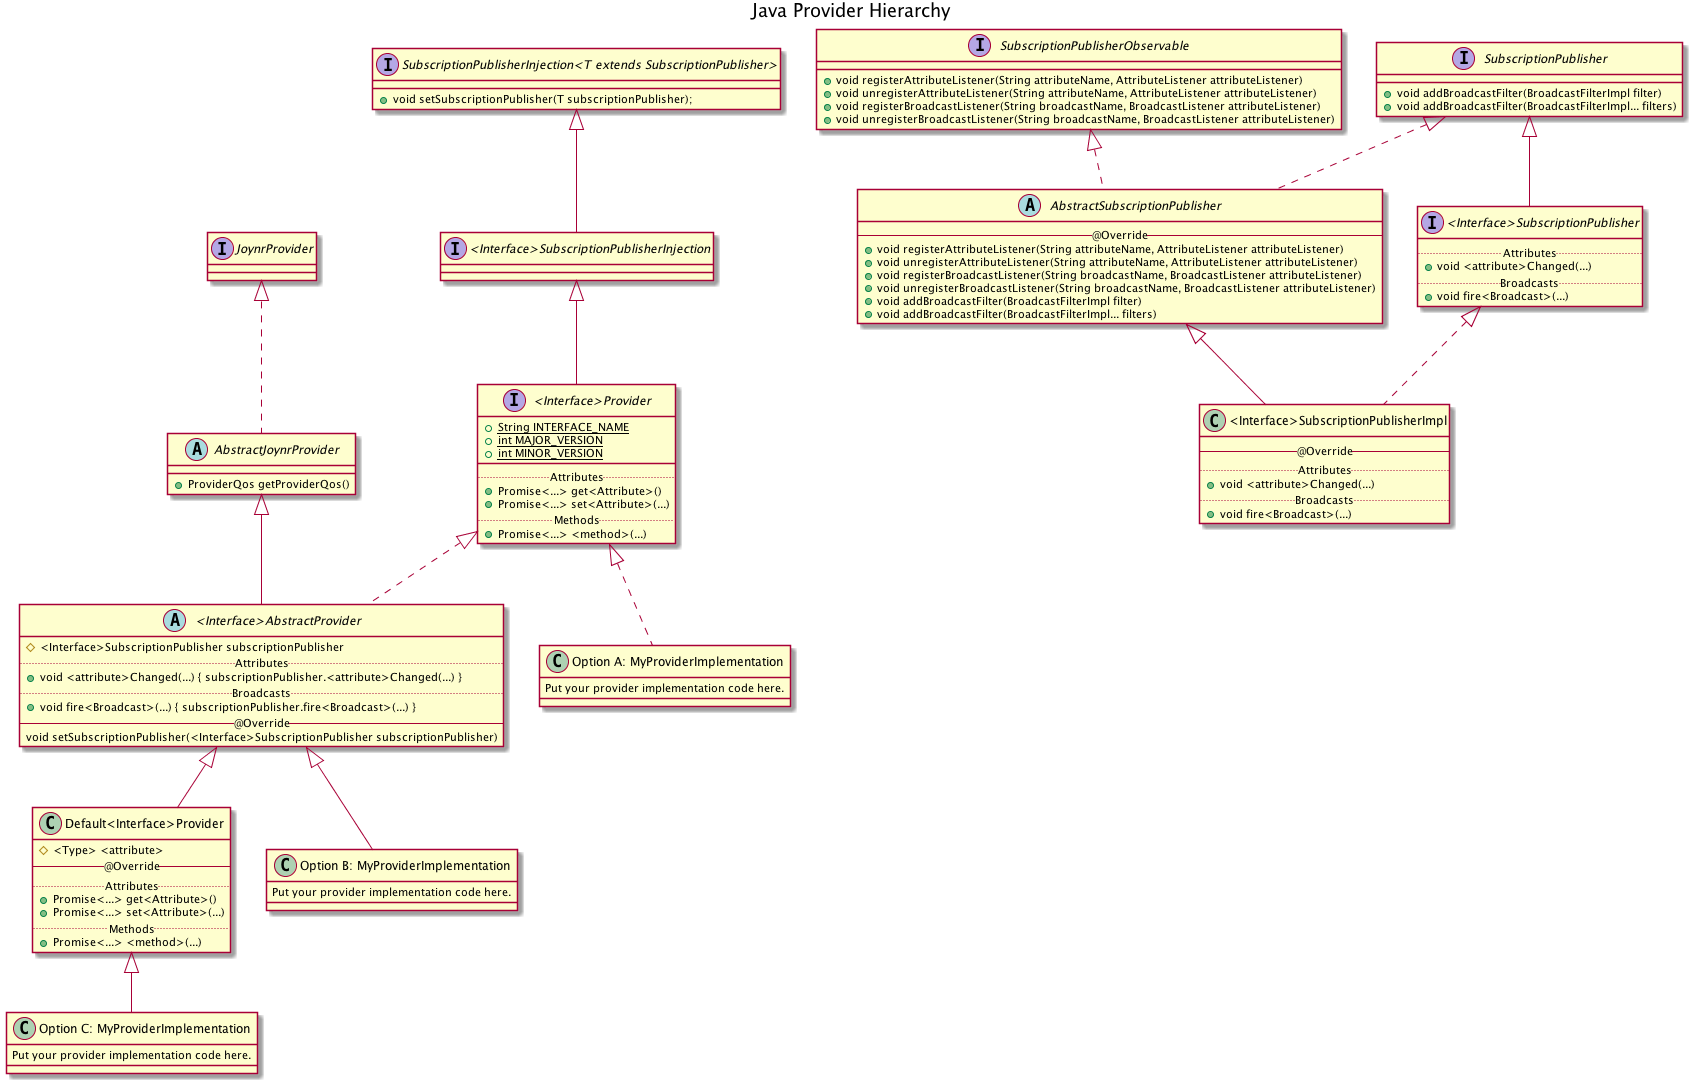 Java Provider Hierarchy
I SubscriptionPublisherInjection<T extends SubscriptionPublisher>
void setSubscriptionPublisher(T subscriptionPublisher);
I SubscriptionPublisherObservable
void registerAttributeListener(String attributeName, AttributeListener attributeListener)
void unregisterAttributeListener(String attributeName, AttributeListener attributeListener)
void registerBroadcastListener(String broadcastName, BroadcastListener attributeListener)
void unregisterBroadcastListener(String broadcastName, BroadcastListener attributeListener)
I SubscriptionPublisher
void addBroadcastFilter(BroadcastFilterImpl filter)
void addBroadcastFilter(BroadcastFilterImpl... filters)
I JoynrProvider
I <Interface>SubscriptionPublisherInjection
A AbstractSubscriptionPublisher
@Override
void registerAttributeListener(String attributeName, AttributeListener attributeListener)
void unregisterAttributeListener(String attributeName, AttributeListener attributeListener)
void registerBroadcastListener(String broadcastName, BroadcastListener attributeListener)
void unregisterBroadcastListener(String broadcastName, BroadcastListener attributeListener)
void addBroadcastFilter(BroadcastFilterImpl filter)
void addBroadcastFilter(BroadcastFilterImpl... filters)
I <Interface>SubscriptionPublisher
Attributes
void <attribute>Changed(...)
Broadcasts
void fire<Broadcast>(...)
A AbstractJoynrProvider
ProviderQos getProviderQos()
I <Interface>Provider
String INTERFACE_NAME
int MAJOR_VERSION
int MINOR_VERSION
Attributes
Promise<...> get<Attribute>()
Promise<...> set<Attribute>(...)
Methods
Promise<...> <method>(...)
C <Interface>SubscriptionPublisherImpl
@Override
Attributes
void <attribute>Changed(...)
Broadcasts
void fire<Broadcast>(...)
A <Interface>AbstractProvider
<Interface>SubscriptionPublisher subscriptionPublisher
Attributes
void <attribute>Changed(...) { subscriptionPublisher.<attribute>Changed(...) }
Broadcasts
void fire<Broadcast>(...) { subscriptionPublisher.fire<Broadcast>(...) }
@Override
void setSubscriptionPublisher(<Interface>SubscriptionPublisher subscriptionPublisher)
C Option A: MyProviderImplementation
Put your provider implementation code here.
C Default<Interface>Provider
<Type> <attribute>
@Override
Attributes
Promise<...> get<Attribute>()
Promise<...> set<Attribute>(...)
Methods
Promise<...> <method>(...)
C Option B: MyProviderImplementation
Put your provider implementation code here.
C Option C: MyProviderImplementation
Put your provider implementation code here.